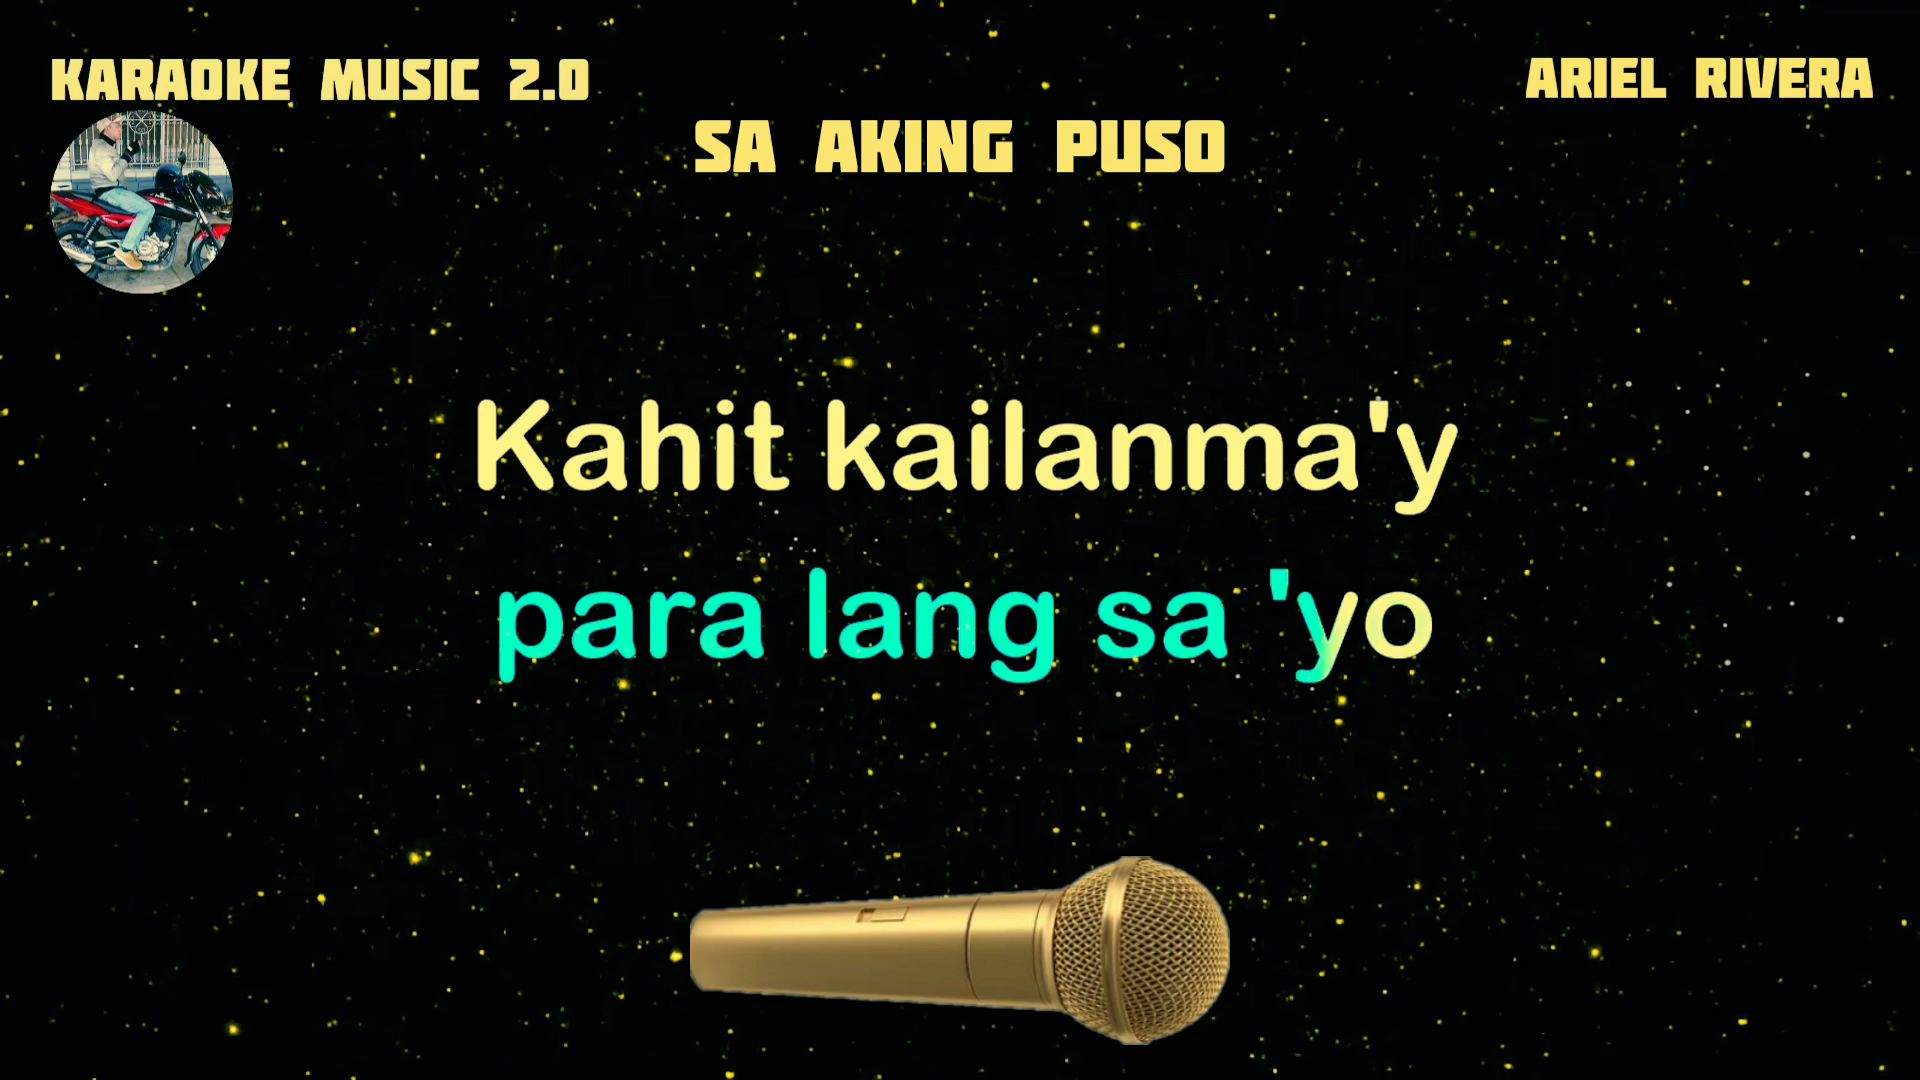 KARAOKE MUSIC 2.0
ARIEL RIVERA
SA AKING PUSO
Kahit kailanma'y
para lang sa 'yo